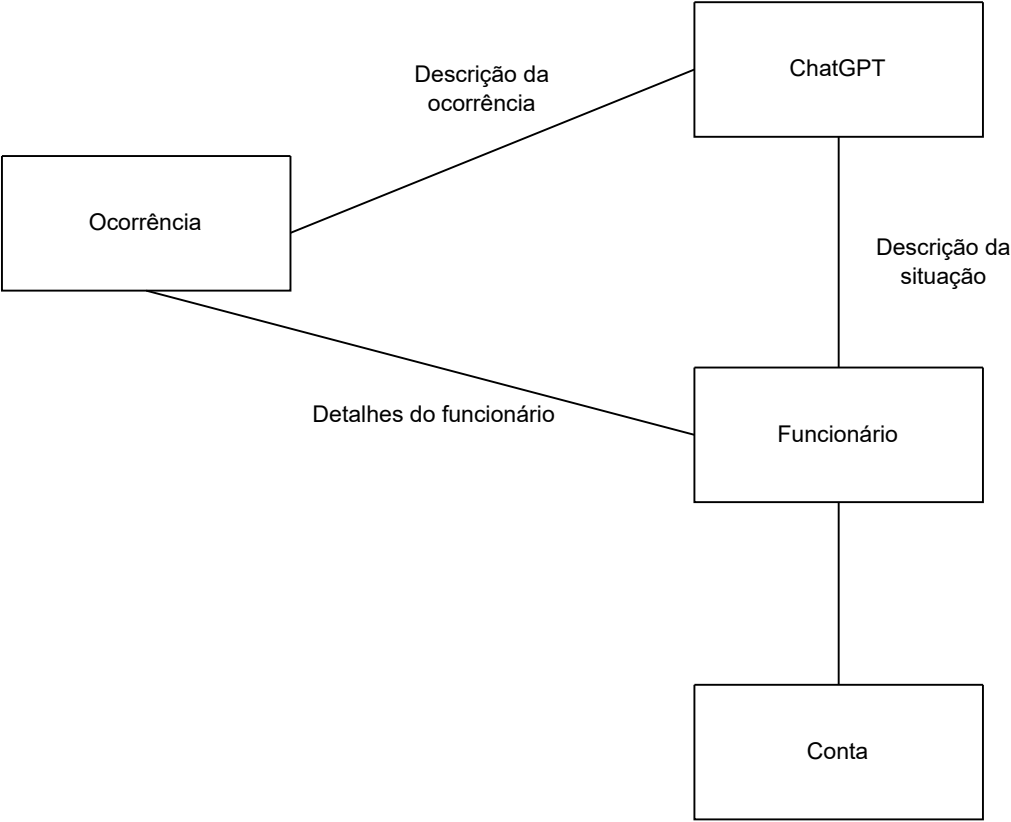 ChatGPT
Descrição da
ocorrência
Ocorrência
Descrição da
situação
Detalhes do funcionário
Funcionário
Conta